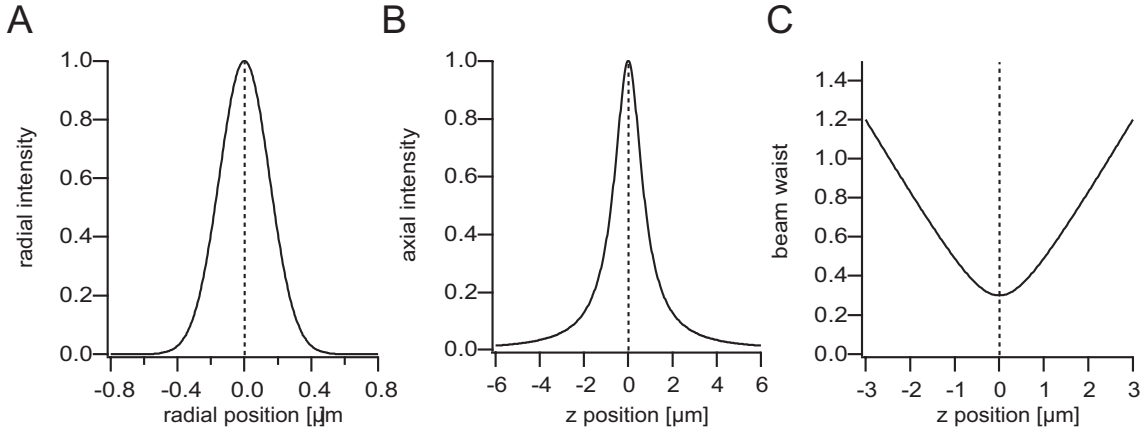 A
radial intensity
1.0
0.8
0.6
0.4
0.2
0.0
-0.8 -0.4 0.0 0.4 0.8
radial position [µm
B
axial intensity
1.0
0.8
0.6
0.4
0.2
0.0
-6 -4 -2 0 2 4 6
z position [µm]
C
beam waist
1.4
1.2
1.0
0.8
0.6
0.4
0.2
0.0
-3 -2 -1 0 1 2 3
z position [µm]